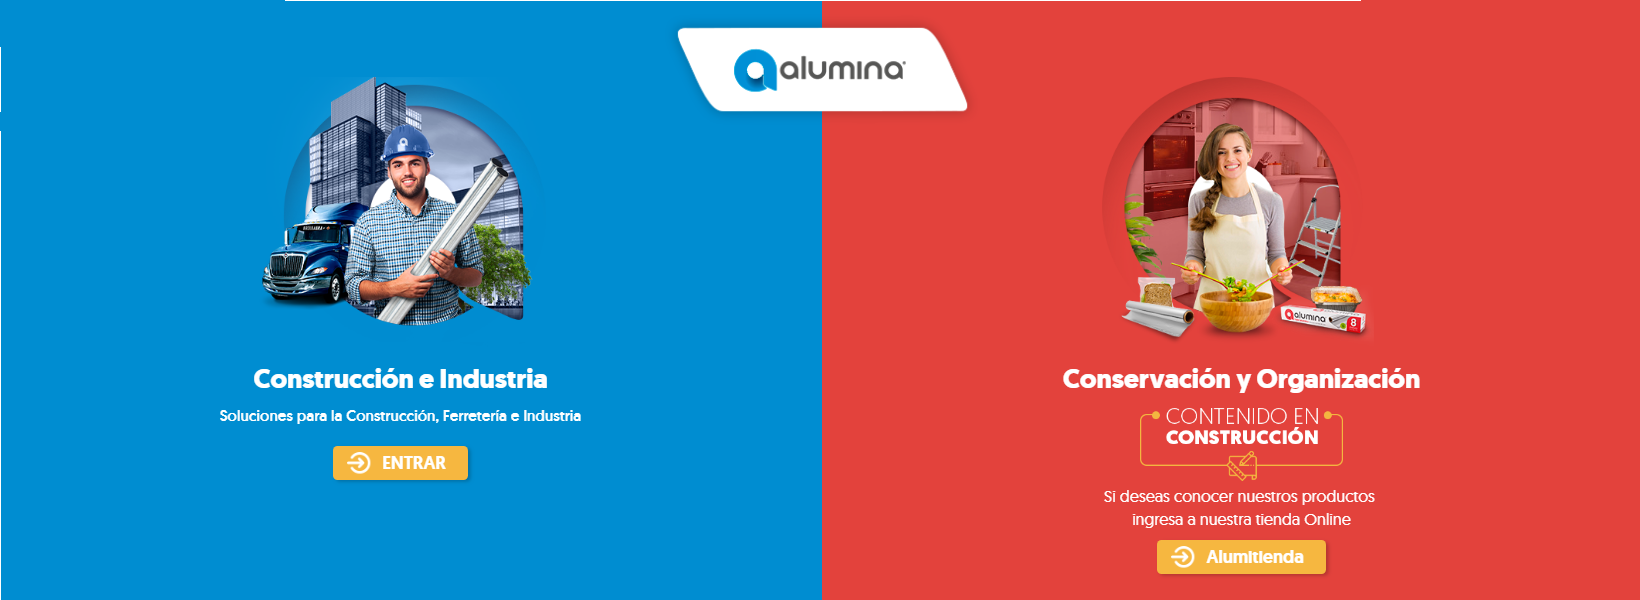 alumina
Construcción e Industria
Soluciones para la Construcción, Ferretería e Industria
ENTRAR
alumina
8
Conservación y Organización
CONTENIDO EN
CONSTRUCCIÓN
Si deseas conocer nuestros productos
ingresa a nuestra tienda Online
Alumitienda